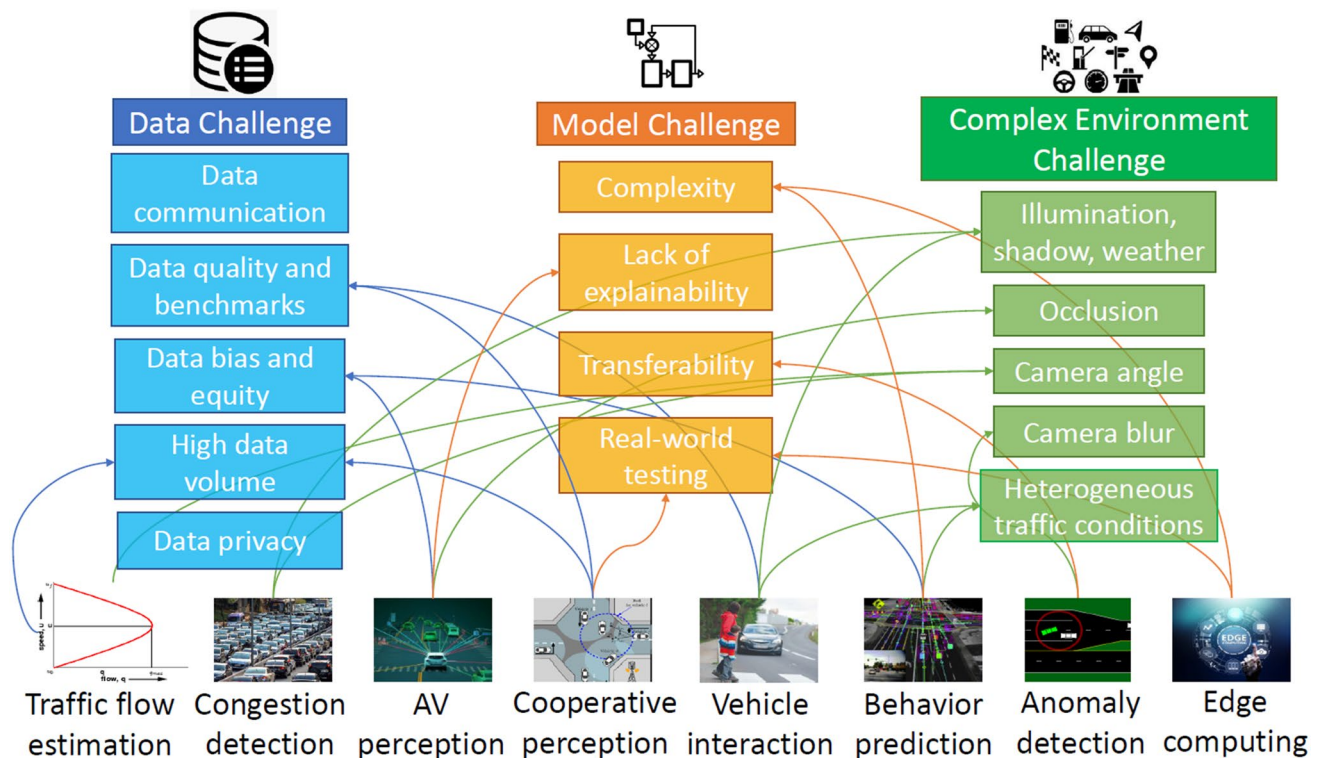 Data Challenge
Data
communication
Data quality and
benchmarks
Data bias and
equity
High data
volume
Data privacy
Model Challenge
Complexity
Lack of
explainability
Transferability
Real-world
testing
Complex Environment
Challenge
Illumination,
shadow, weather
Occlusion
Camera angle
Camera blur
Heterogeneous
traffic conditions
speed, u
flow, q
EDGE
Traffic flow
estimation
Congestion
detection
AV
perception
Cooperative
perception
Vehicle
interaction
Behavior
prediction
Anomaly
detection
Edge
computing